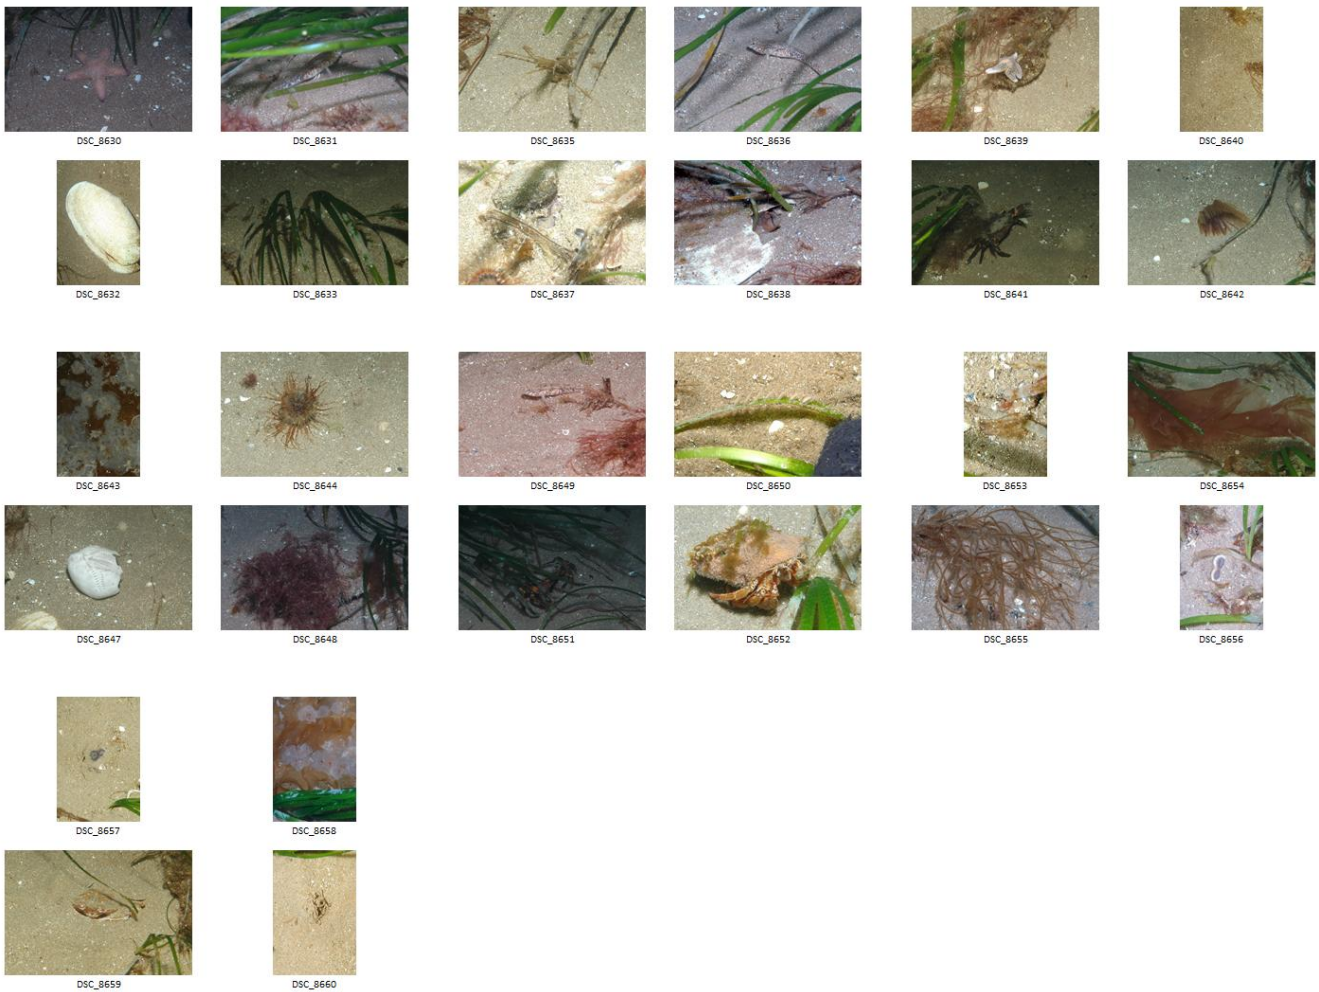 DSC_8630 DSC_8631 DSC_8635 DSC_8636 DSC_8639 DSC_8640
DSC_8632 DSC_8633 DSC_8637 DSC_8638 DSC_8641 DSC_8642
DSC_8643 DSC_8644 DSC_8649 DSC_8650 DSC_8653 DSC_8654
DSC_8647 DSC_8648 DSC_8651 DSC_8652 DSC_8655 DSC_8656
DSC_8657 DSC_8658
DSC_8659 DSC_8660